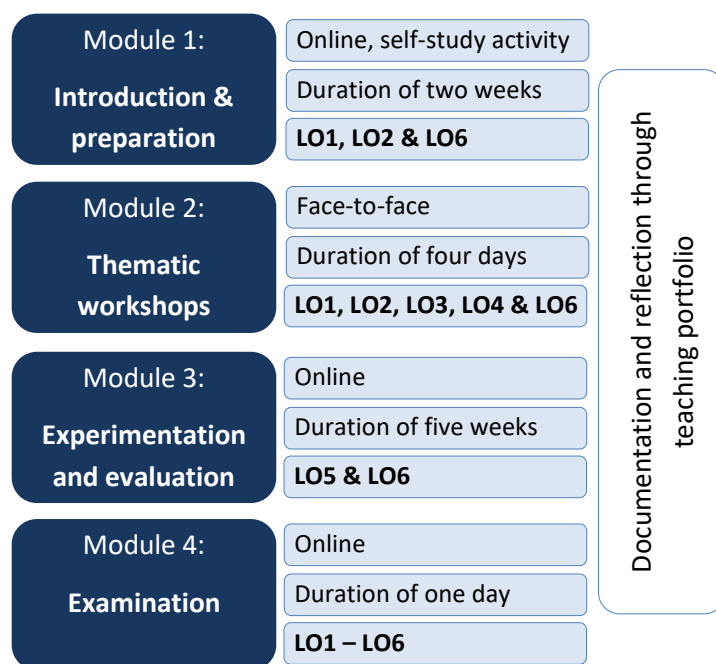 Module 1:
Introduction &
preparation
Online, self-study activity
Duration of two weeks
LO1, LO2 & LO6
Module 2:
Thematic
workshops
Face-to-face
Duration of four days
LO1, LO2, LO3, LO4 & LO6
Module 3:
Experimentation
and evaluation
Online
Duration of five weeks
LO5 & LO6
Module 4:
Examination
Online
Duration of one day
LO1 – LO6
Documentation and reflection through
teaching portfolio